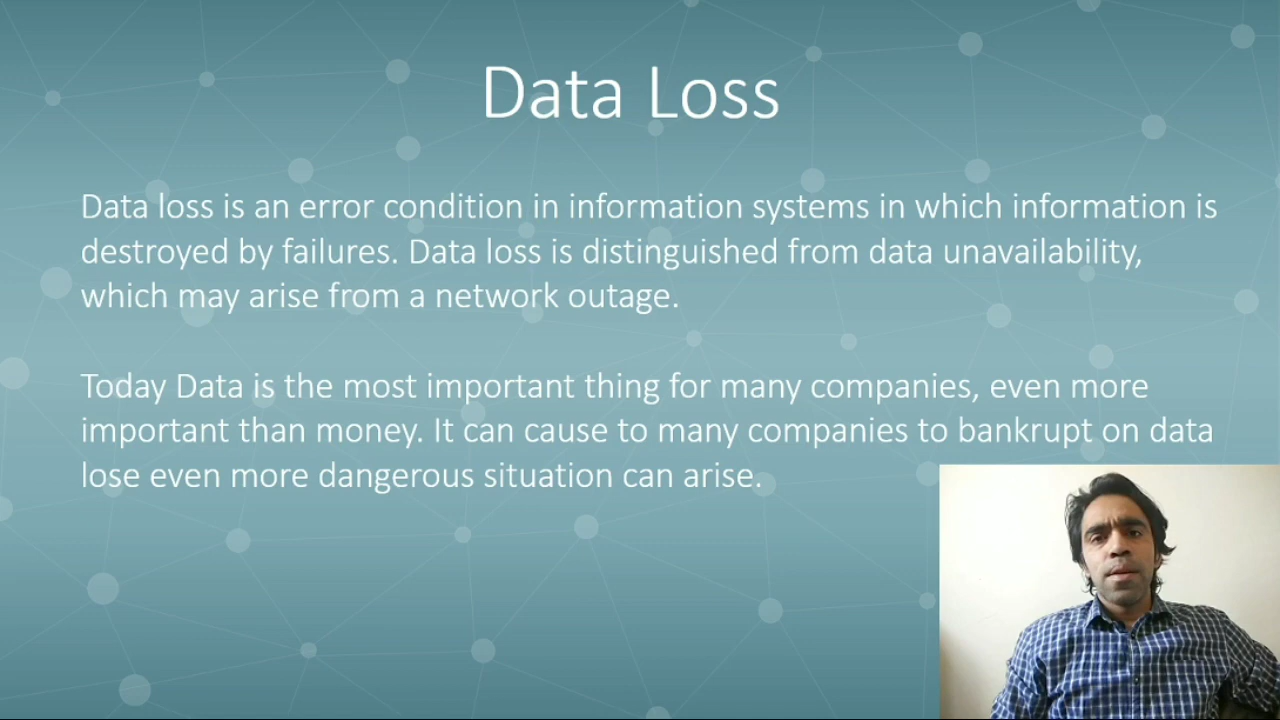 Data Loss
Data loss is an error condition in information systems in which information is
destroyed by failures. Data loss is distinguished from data unavailability,
which may arise from a network outage.
Today Data is the most important thing for many companies, even more
important than money. It can cause to many companies to bankrupt on data
lose even more dangerous situation can arise.